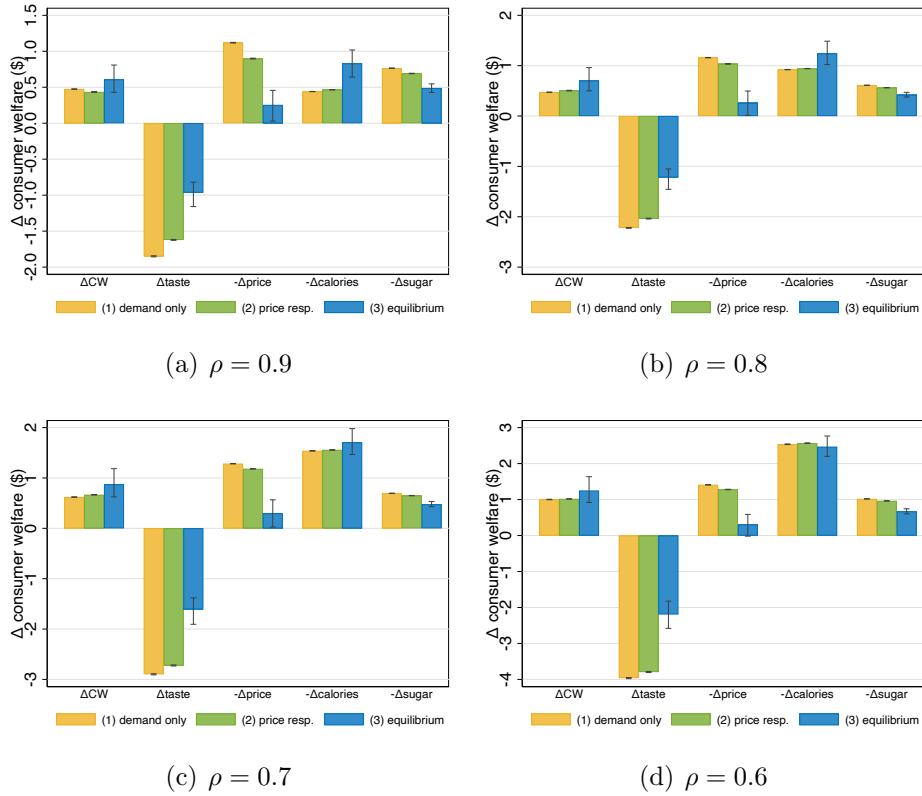 Δ consumer welfare ($)
1.5
1.0
0.5
0.0
-0.5
-1.0
-1.5
-2.0
ΔCW Δtaste -Δprice -Δcalories -Δsugar
(1) demand only (2) price resp. (3) equilibrium
(a) ρ = 0.9
Δ consumer welfare ($)
2
1
0
-1
-2
-3
ΔCW Δtaste -Δprice -Δcalories -Δsugar
(1) demand only (2) price resp. (3) equilibrium
(b) ρ = 0.8
Δ consumer welfare ($)
2
1
0
-1
-2
-3
ΔCW Δtaste -Δprice -Δcalories -Δsugar
(1) demand only (2) price resp. (3) equilibrium
(c) ρ = 0.7
Δ consumer welfare ($)
3
2
1
0
-1
-2
-3
-4
ΔCW Δtaste -Δprice -Δcalories -Δsugar
(1) demand only (2) price resp. (3) equilibrium
(d) ρ = 0.6